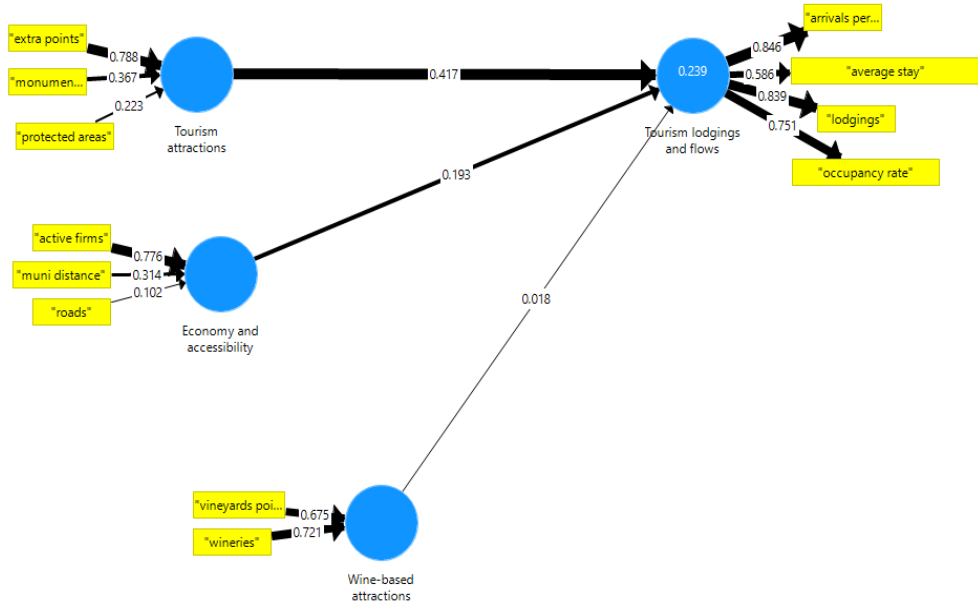 "extra points"
0.788
"monumen...
0.367
0.223
"protected areas"
Tourism
attractions
0.417
0.239
Tourism lodgings
and flows
"arrivals per...
0.846
0.586
"average stay"
0.839
"lodgings"
0.751
"occupancy rate"
0.193
"active firms"
0.776
"muni distance"
0.314
0.102
"roads"
Economy and
accessibility
0.018
"vineyards poi...
0.675
0.721
"wineries"
Wine-based
attractions